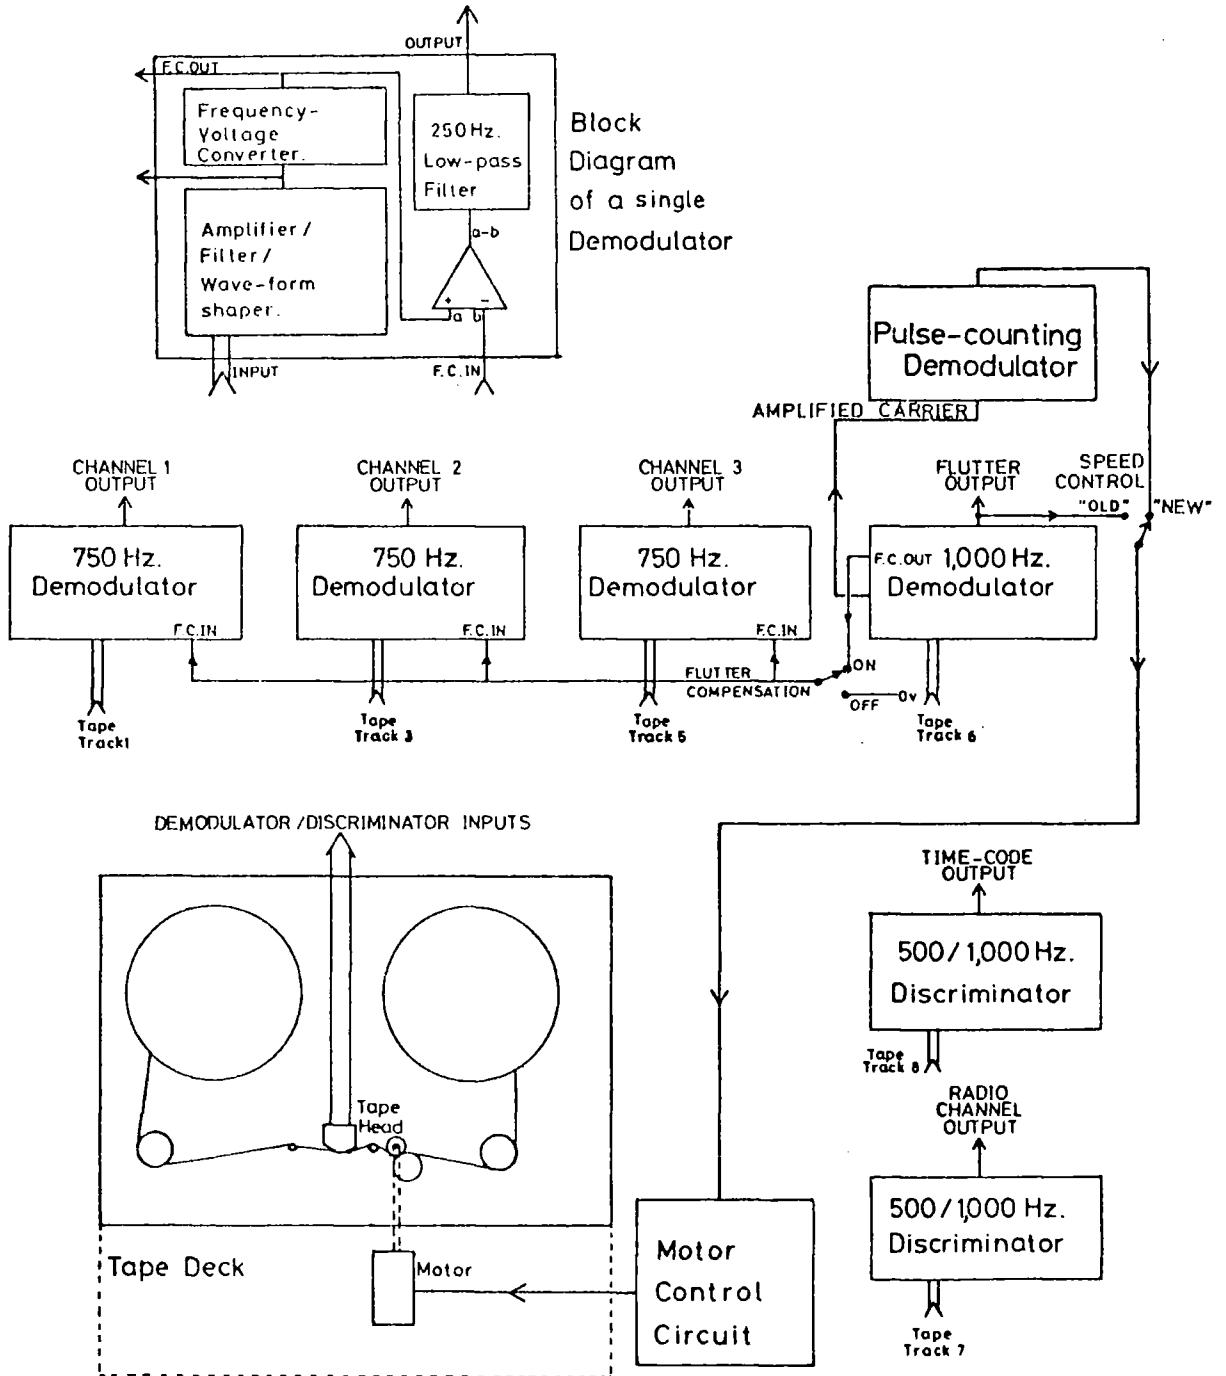 OUTPUT
F.C.OUT
Frequency-
Voltage
Converter.
250 Hz.
Low-pass
Filter
Amplifier/
Filter/
Wave-form
shaper.
a-b
+ -
a b
INPUT
F.C.IN
Block
Diagram
of a single
Demodulator
Pulse-counting
Demodulator
AMPLIFIED CARRIER
CHANNEL 1
OUTPUT
CHANNEL 2
OUTPUT
CHANNEL 3
OUTPUT
FLUTTER
OUTPUT
SPEED
CONTROL
"OLD"
"NEW"
750 Hz.
Demodulator
F.C.IN
750 Hz.
Demodulator
F.C.IN
750 Hz.
Demodulator
F.C.IN
F.C.OUT
1,000 Hz.
Demodulator
FLUTTER
COMPENSATION
ON
OFF
0v
Tape
Track1
Tape
Track 3
Tape
Track 5
Tape
Track 6
DEMODULATOR/DISCRIMINATOR INPUTS
Tape
Head
Tape Deck
Motor
Motor
Control
Circuit
TIME-CODE
OUTPUT
500/1,000 Hz.
Discriminator
Tape
Track 8
RADIO
CHANNEL
OUTPUT
500/1,000 Hz.
Discriminator
Tape
Track 7